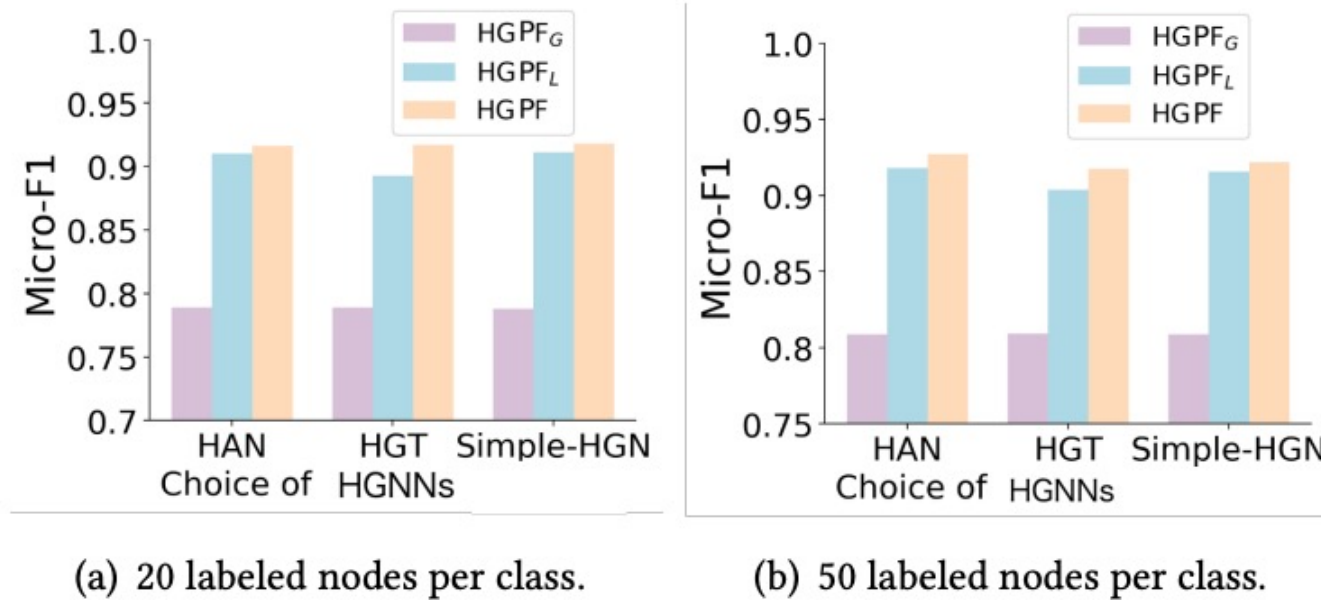 1.0
0.95
0.9
0.85
0.8
0.75
0.7
Micro-F1
HGPF_G
HGPF_L
HGPF
HAN HGT Simple-HGN
Choice of HGNNs
(a) 20 labeled nodes per class.
1.0
0.95
0.9
0.85
0.8
0.75
Micro-F1
HGPF_G
HGPF_L
HGPF
HAN HGT Simple-HGN
Choice of HGNNs
(b) 50 labeled nodes per class.